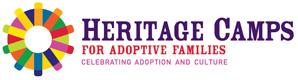 HERITAGE CAMPS
FOR ADOPTIVE FAMILIES
CELEBRATING ADOPTION AND CULTURE